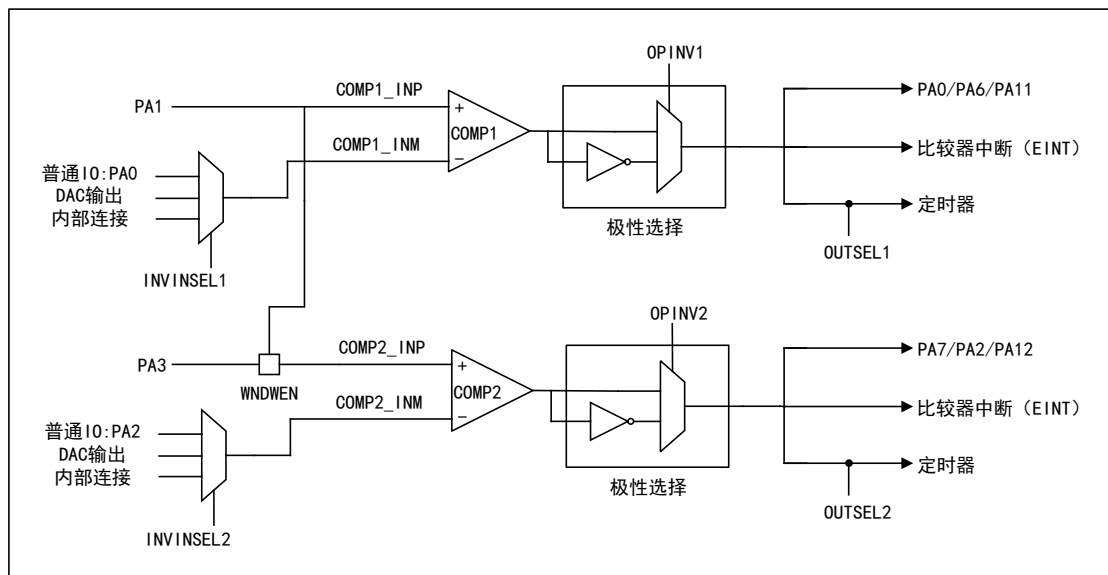 OPINV1
COMP1_INP
PA1
+
COMP1
PA0/PA6/PA11
COMP1_INM
−
比较器中断（EINT）
普通IO:PA0
DAC输出
内部连接
定时器
极性选择
INVINSEL1
OUTSEL1
OPINV2
COMP2_INP
PA3
+
COMP2
PA7/PA2/PA12
WNDWEN
COMP2_INM
−
比较器中断（EINT）
普通IO:PA2
DAC输出
内部连接
定时器
极性选择
INVINSEL2
OUTSEL2